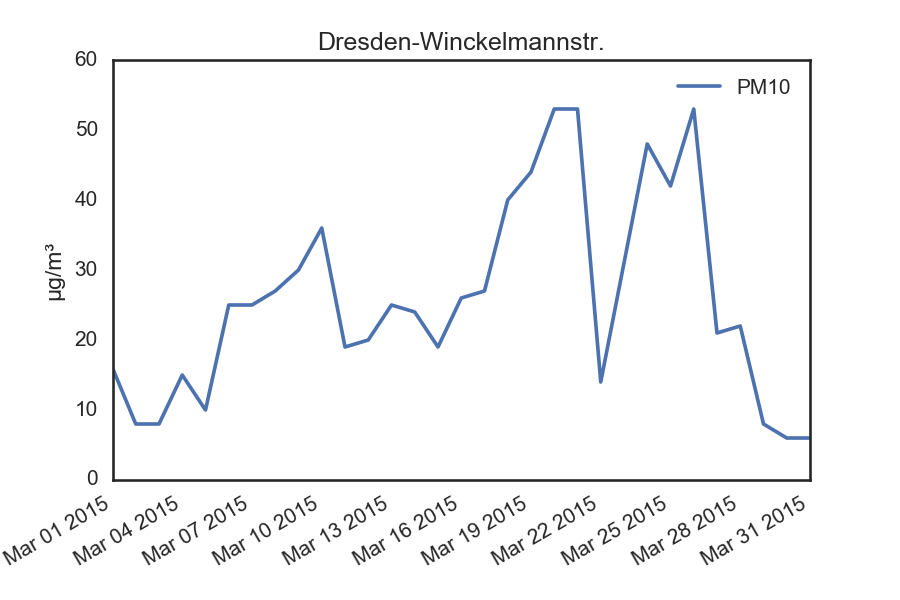 Dresden-Winckelmannstr.
PM10
µg/m³
60
50
40
30
20
10
0
Mar 01 2015
Mar 04 2015
Mar 07 2015
Mar 10 2015
Mar 13 2015
Mar 16 2015
Mar 19 2015
Mar 22 2015
Mar 25 2015
Mar 28 2015
Mar 31 2015